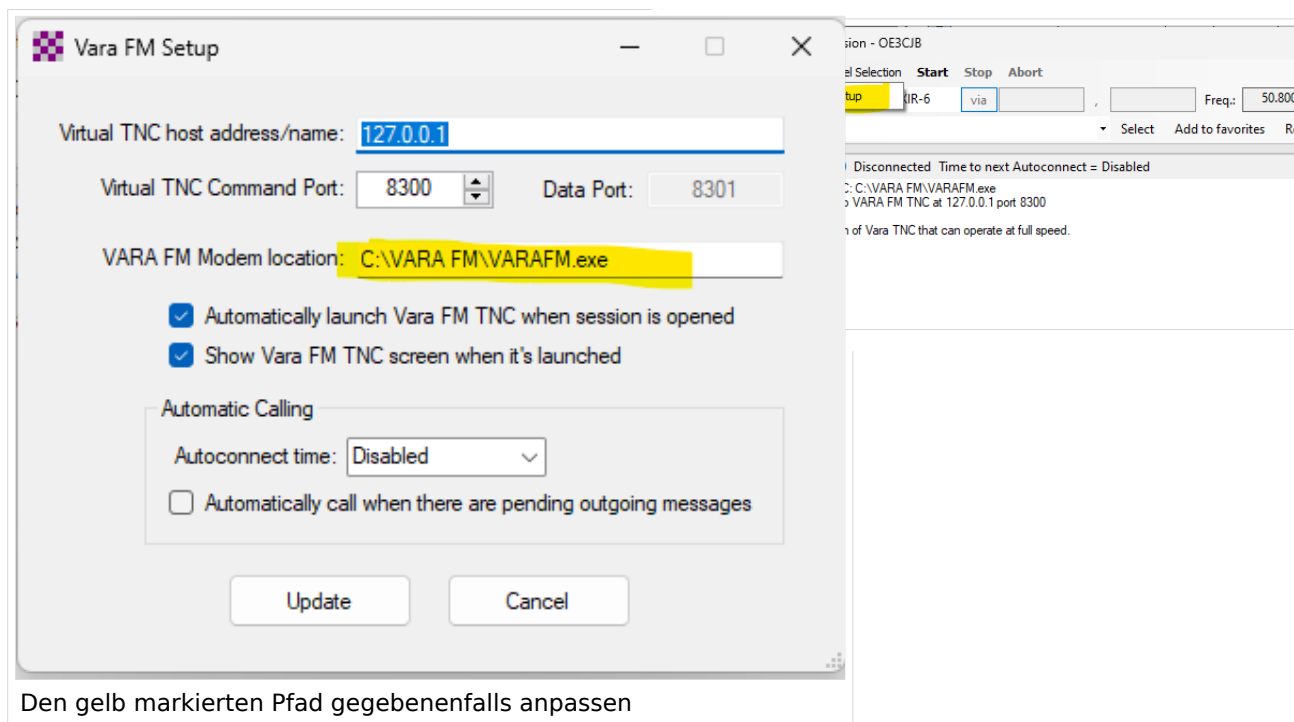 Vara FM Setup
Virtual TNC host address/name: 127.0.0.1
Virtual TNC Command Port: 8300 Data Port: 8301
VARA FM Modem location: C:\VARA FM\VARAFM.exe
Automatically launch Vara FM TNC when session is opened
Show Vara FM TNC screen when it's launched
Automatic Calling
Autoconnect time: Disabled
Automatically call when there are pending outgoing messages
Update Cancel
Den gelb markierten Pfad gegebenenfalls anpassen
- OE3CJB
Selection Start Stop Abort
via , Freq.: 50.800
Select Add to favorites
Disconnected Time to next Autoconnect = Disabled
C:\VARA FM\VARAFM.exe
VARA FM TNC at 127.0.0.1 port 8300
of Vara TNC that can operate at full speed.